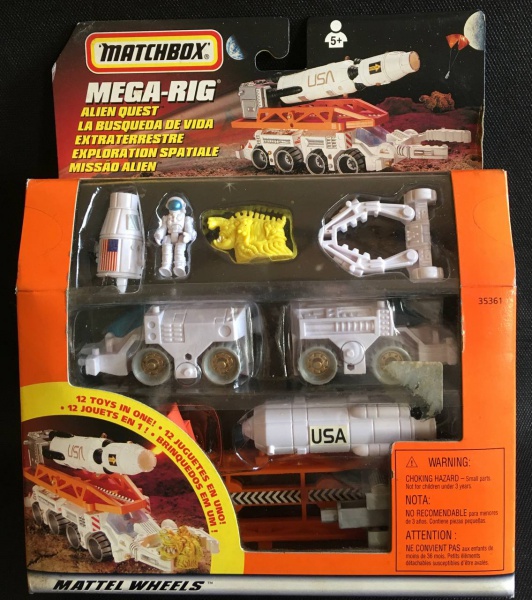 MATCHBOX®
5+
USA
MEGA-RIG®
ALIEN QUEST
LA BUSQUEDA DE VIDA
EXTRATERRESTRE
EXPLORATION SPATIALE
MISSAO ALIEN
35361
12 TOYS IN ONE! • 12 JUGUETES EN UNO!
• 12 JOUETS EN 1! • BRINQUEDOS EM UM!
USA
USA
WARNING:
CHOKING HAZARD – Small parts
Not for children under 3 years.
NOTA:
NO RECOMENDABLE para menores
de 3 años. Contiene piezas pequeñas.
ATTENTION :
NE CONVIENT PAS aux enfants de
moins de 36 mois. Petits éléments
détachables susceptibles d'être avalés.
MATTEL WHEELS™